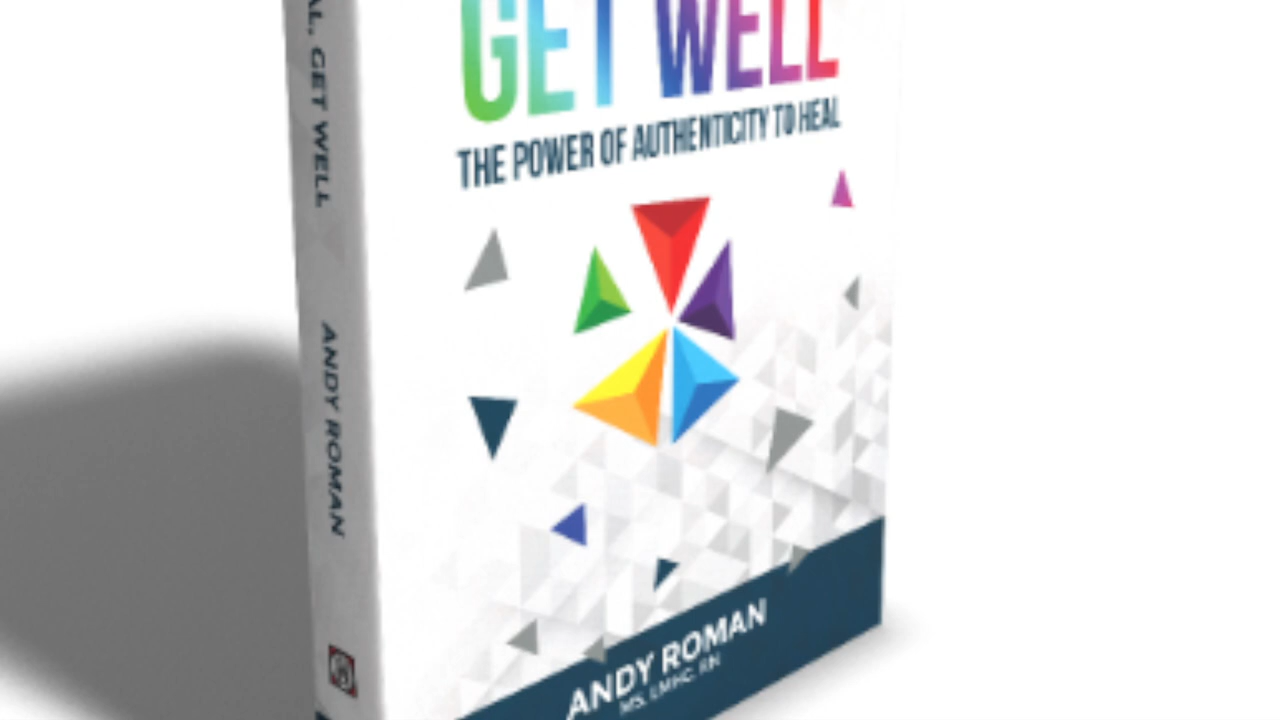 GET WELL
THE POWER OF AUTHENTICITY TO HEAL
ANDY ROMAN
MS, LMHC, RN
GET WELL
ANDY ROMAN